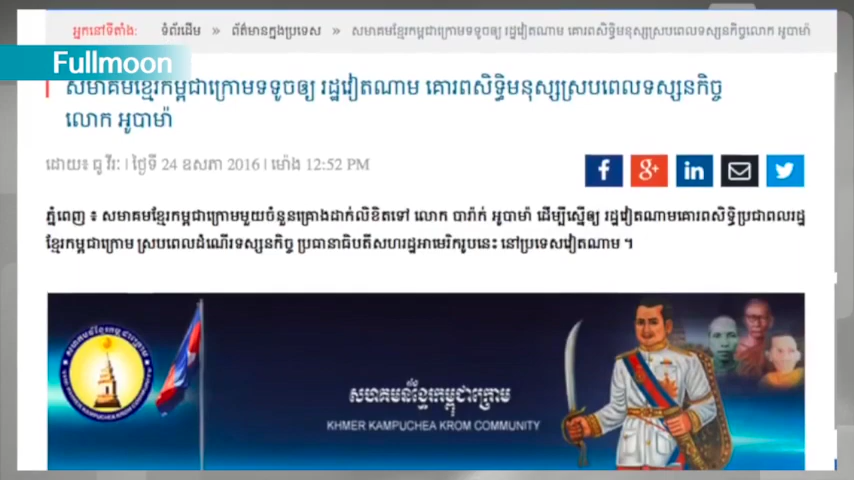 អ្នកនៅទីតាំង: ទំព័រដើម » ព័ត៌មានក្នុងប្រទេស » សមាគមខ្មែរកម្ពុជាក្រោមទទូចឲ្យ រដ្ឋវៀតណាម គោរពសិទ្ធិមនុស្សស្របពេលទស្សនកិច្ចលោក អូបាម៉ា
Fullmoon
សមាគមខ្មែរកម្ពុជាក្រោមទទូចឲ្យ រដ្ឋវៀតណាម គោរពសិទ្ធិមនុស្សស្របពេលទស្សនកិច្ច
លោក អូបាម៉ា
ដោយ៖ ធូ វីរៈ | ថ្ងៃទី 24 ឧសភា 2016 | ម៉ោង 12:52 PM
ភ្នំពេញ ៖ សមាគមខ្មែរកម្ពុជាក្រោមមួយចំនួនគ្រោងដាក់លិខិតទៅ លោក បារ៉ាក់ អូបាម៉ា ដើម្បីស្នើឲ្យ រដ្ឋវៀតណាមគោរពសិទ្ធិប្រជាពលរដ្ឋ
ខ្មែរកម្ពុជាក្រោម ស្របពេលដំណើរទស្សនកិច្ច ប្រធានាធិបតីសហរដ្ឋអាមេរិករូបនេះ នៅប្រទេសវៀតណាម ។
សហគមន៍ខ្មែរកម្ពុជាក្រោម
KHMER KAMPUCHEA KROM COMMUNITY